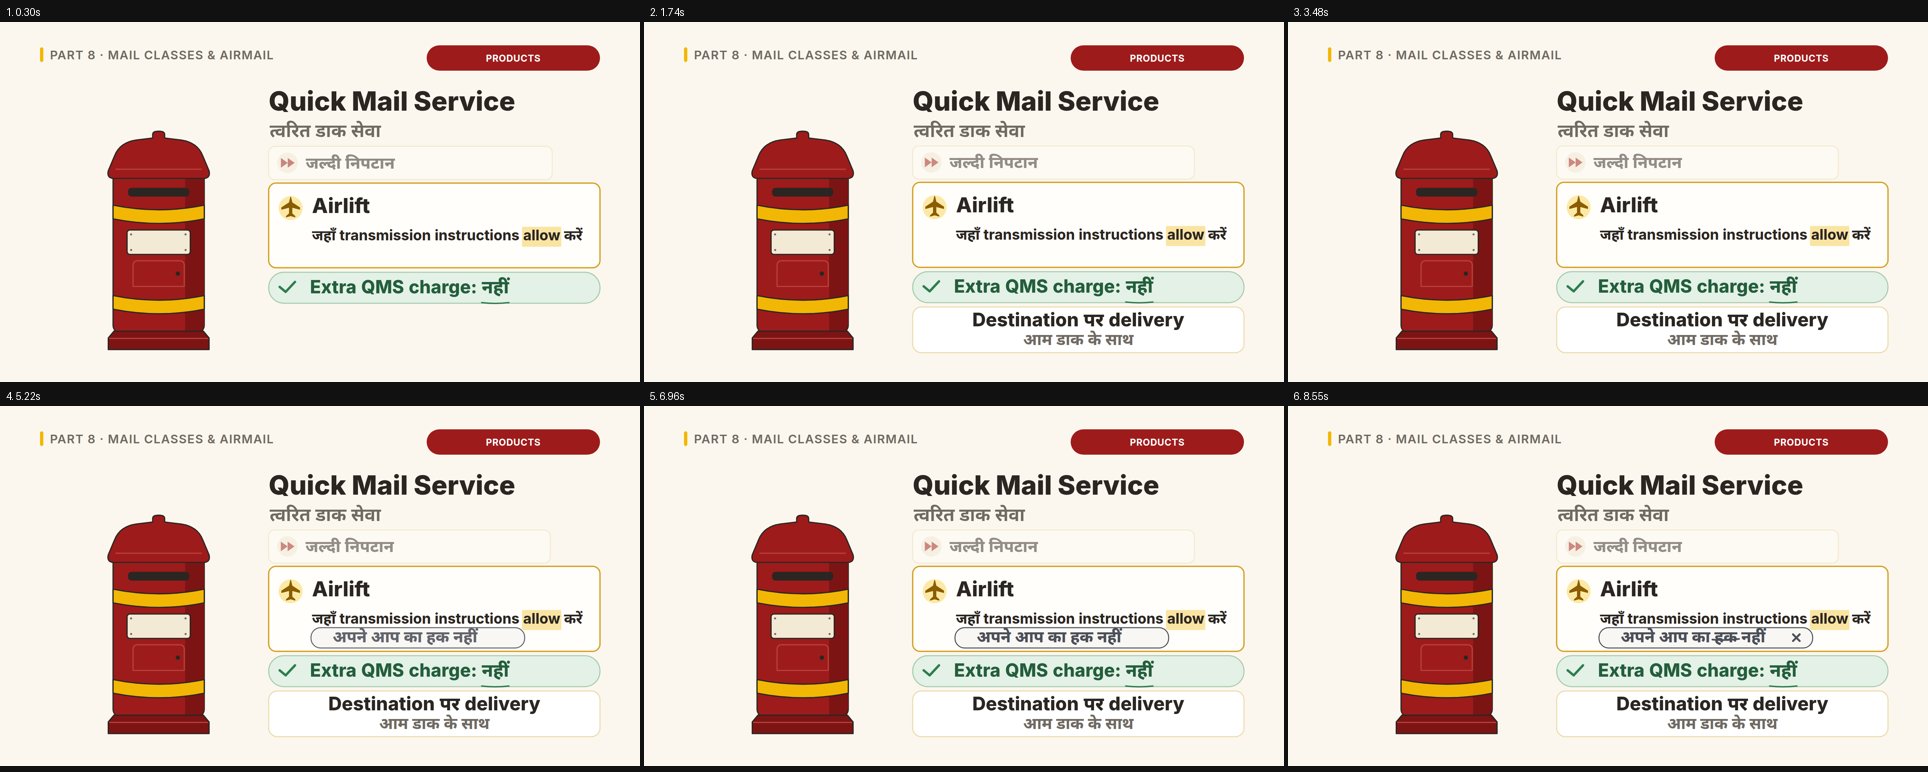 1. 0.30s
PART 8 · MAIL CLASSES & AIRMAIL
PRODUCTS
Quick Mail Service
त्वरित डाक सेवा
जल्दी निपटान
Airlift
जहाँ transmission instructions allow करें
Extra QMS charge: नहीं
2. 1.74s
PART 8 · MAIL CLASSES & AIRMAIL
PRODUCTS
Quick Mail Service
त्वरित डाक सेवा
जल्दी निपटान
Airlift
जहाँ transmission instructions allow करें
Extra QMS charge: नहीं
Destination पर delivery
आम डाक के साथ
3. 3.48s
PART 8 · MAIL CLASSES & AIRMAIL
PRODUCTS
Quick Mail Service
त्वरित डाक सेवा
जल्दी निपटान
Airlift
जहाँ transmission instructions allow करें
Extra QMS charge: नहीं
Destination पर delivery
आम डाक के साथ
4. 5.22s
PART 8 · MAIL CLASSES & AIRMAIL
PRODUCTS
Quick Mail Service
त्वरित डाक सेवा
जल्दी निपटान
Airlift
जहाँ transmission instructions allow करें
अपने आप का हक नहीं
Extra QMS charge: नहीं
Destination पर delivery
आम डाक के साथ
5. 6.96s
PART 8 · MAIL CLASSES & AIRMAIL
PRODUCTS
Quick Mail Service
त्वरित डाक सेवा
जल्दी निपटान
Airlift
जहाँ transmission instructions allow करें
अपने आप का हक नहीं
Extra QMS charge: नहीं
Destination पर delivery
आम डाक के साथ
6. 8.55s
PART 8 · MAIL CLASSES & AIRMAIL
PRODUCTS
Quick Mail Service
त्वरित डाक सेवा
जल्दी निपटान
Airlift
जहाँ transmission instructions allow करें
अपने आप का हक नहीं ×
Extra QMS charge: नहीं
Destination पर delivery
आम डाक के साथ